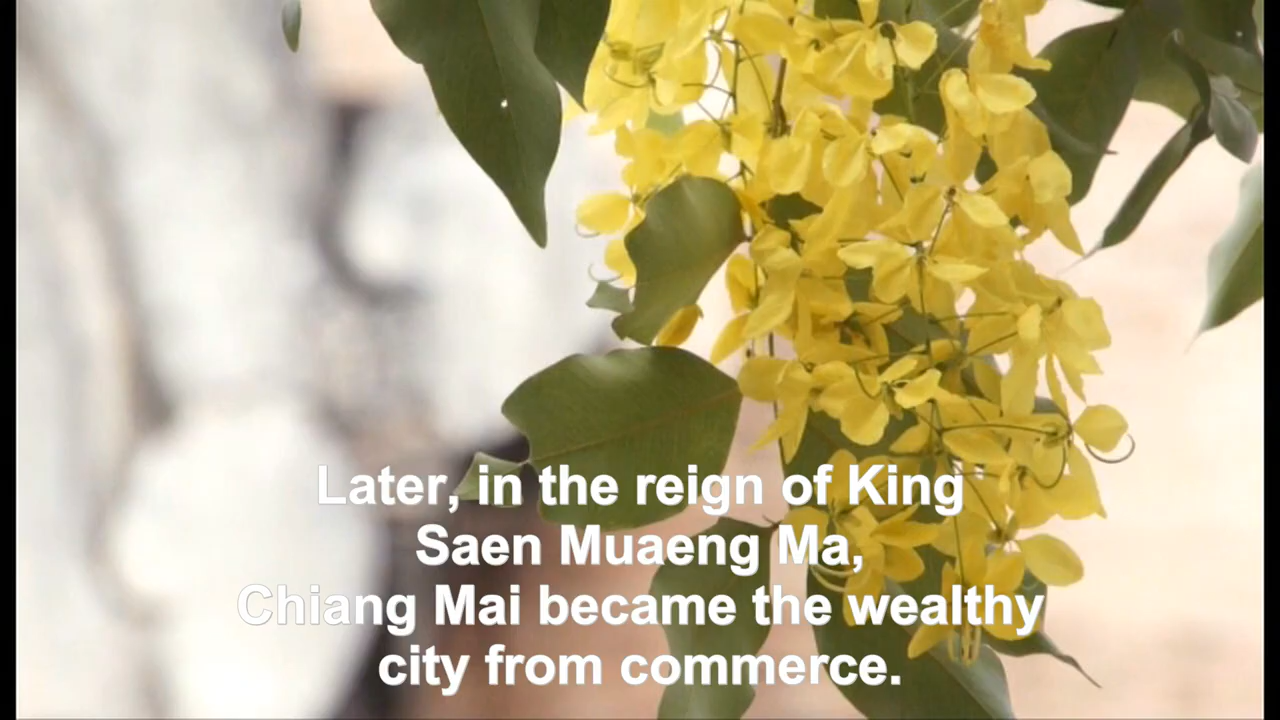 Later, in the reign of King
Saen Muaeng Ma,
Chiang Mai became the wealthy
city from commerce.